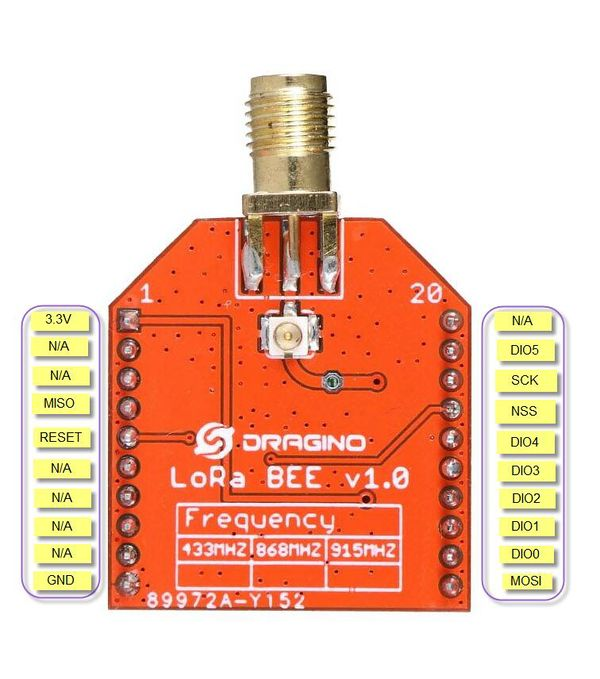 1
20
3.3V
N/A
N/A
MISO
RESET
N/A
N/A
N/A
N/A
GND
N/A
DIO5
SCK
NSS
DIO4
DIO3
DIO2
DIO1
DIO0
MOSI
DRAGINO
LoRa BEE v1.0
Frequency
433MHZ 868MHZ 915MHZ
89972A-Y152